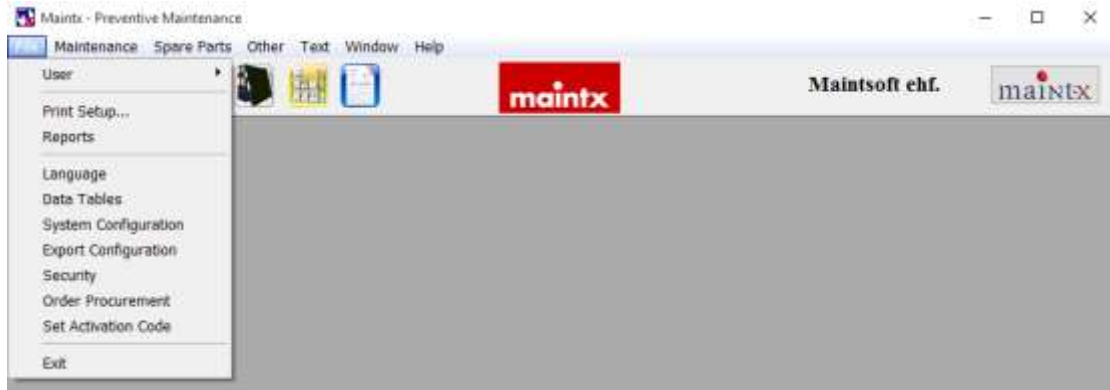 Maintx - Preventive Maintenance
Maintenance Spare Parts Other Text Window Help
maintx
Maintsoft ehf.
maintx
User
Print Setup...
Reports
Language
Data Tables
System Configuration
Export Configuration
Security
Order Procurement
Set Activation Code
Exit